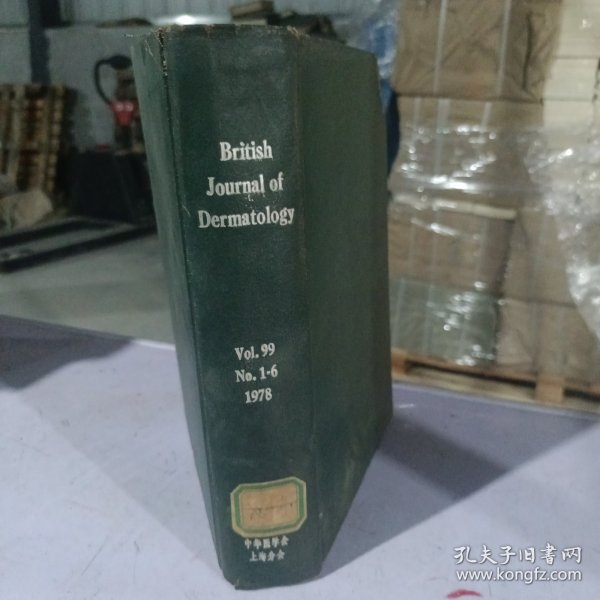 British
Journal of
Dermatology
Vol. 99
No. 1-6
1978
中华医学会
上海分会
孔夫子旧书网
www.kongfz.com